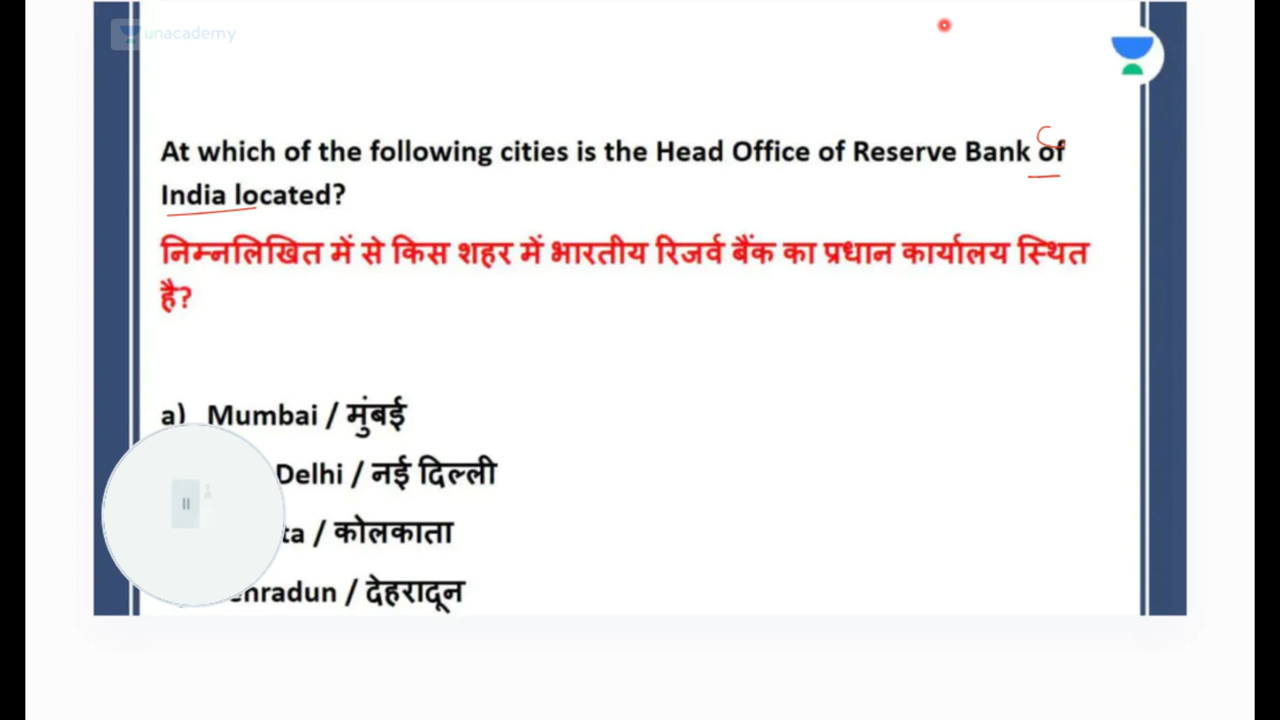 unacademy
At which of the following cities is the Head Office of Reserve Bank of
India located?
निम्नलिखित में से किस शहर में भारतीय रिजर्व बैंक का प्रधान कार्यालय स्थित
है?
a) Mumbai / मुंबई
Delhi / नई दिल्ली
/ कोलकाता
/ देहरादून